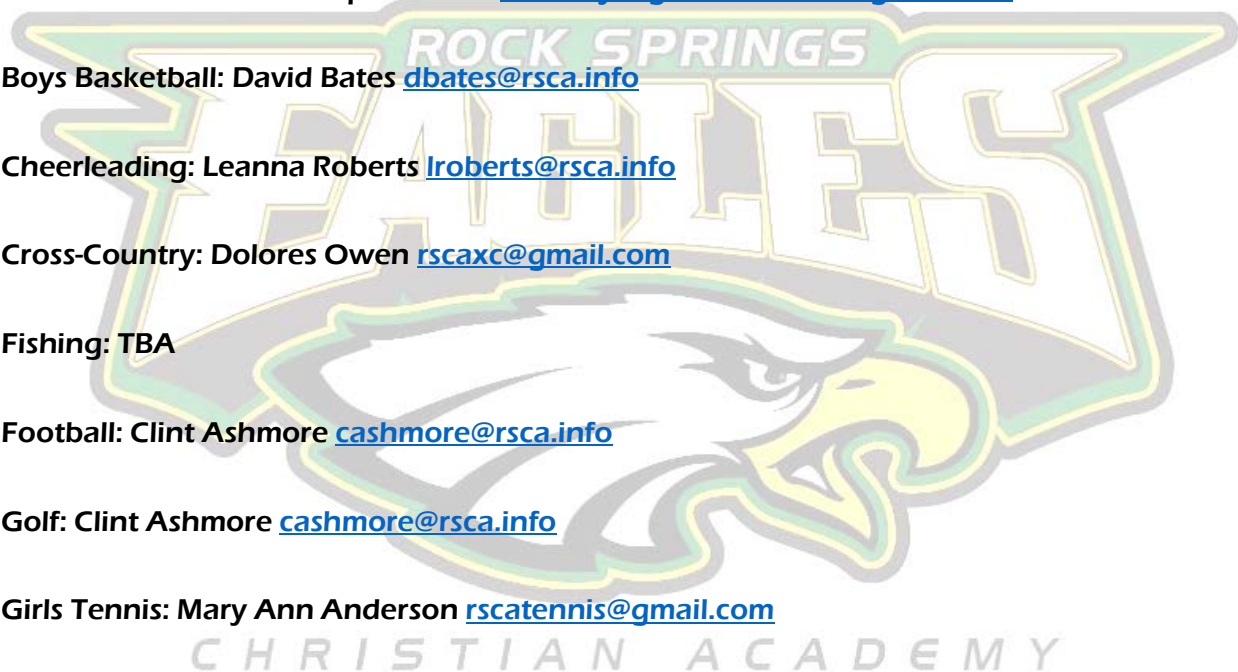 ROCK SPRINGS
EAGLES
Boys Basketball: David Bates dbates@rsca.info
Cheerleading: Leanna Roberts lroberts@rsca.info
Cross-Country: Dolores Owen rscaxc@gmail.com
Fishing: TBA
Football: Clint Ashmore cashmore@rsca.info
Golf: Clint Ashmore cashmore@rsca.info
Girls Tennis: Mary Ann Anderson rscatennis@gmail.com
CHRISTIAN ACADEMY